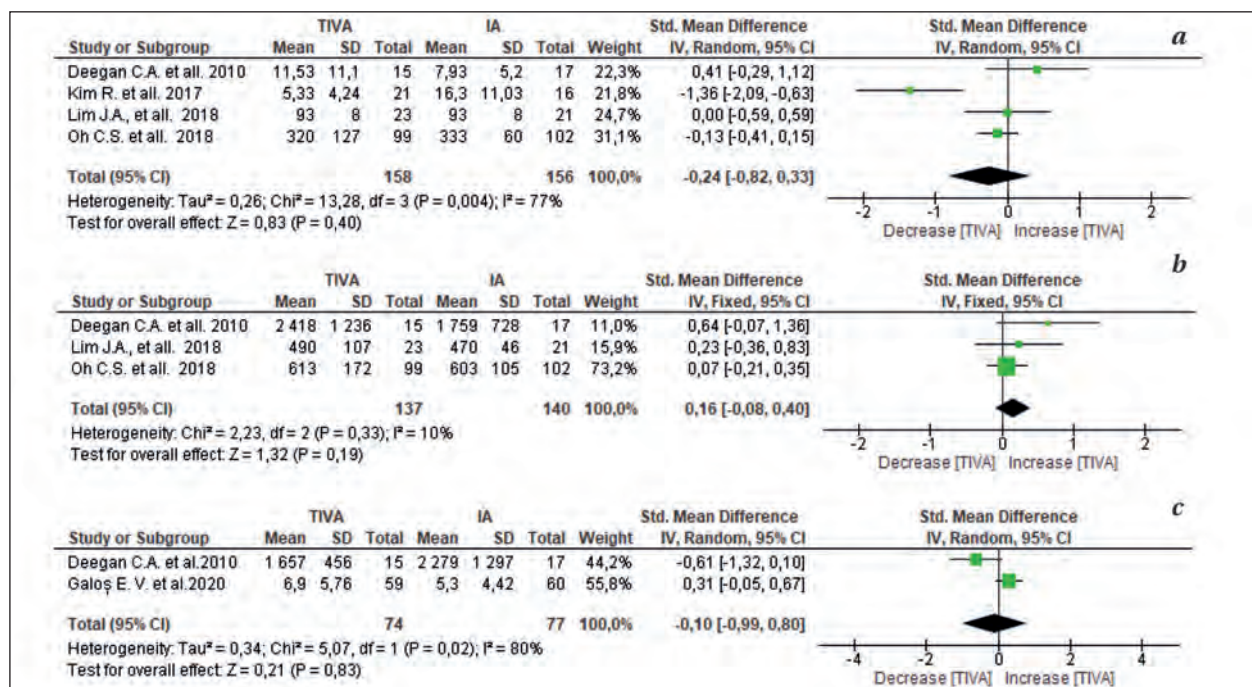 TIVA IA Std. Mean Difference Std. Mean Difference a
Study or Subgroup Mean SD Total Mean SD Total Weight IV, Random, 95% CI IV, Random, 95% CI
Deegan C.A. et all. 2010 11,53 11,1 15 7,93 5,2 17 22,3% 0,41 [-0,29, 1,12]
Kim R. et all. 2017 5,33 4,24 21 16,3 11,03 16 21,8% -1,36 [-2,09, -0,63]
Lim J.A., et all. 2018 93 8 23 93 8 21 24,7% 0,00 [-0,59, 0,59]
Oh C.S. et all. 2018 320 127 99 333 60 102 31,1% -0,13 [-0,41, 0,15]
Total (95% CI) 158 156 100,0% -0,24 [-0,82, 0,33]
Heterogeneity: Tau² = 0,26; Chi² = 13,28, df = 3 (P = 0,004); I² = 77%
Test for overall effect: Z = 0,83 (P = 0,40)
-2 -1 0 1 2
Decrease [TIVA] Increase [TIVA]
TIVA IA Std. Mean Difference Std. Mean Difference b
Study or Subgroup Mean SD Total Mean SD Total Weight IV, Fixed, 95% CI IV, Fixed, 95% CI
Deegan C.A. et all. 2010 2 418 1 236 15 1 759 728 17 11,0% 0,64 [-0,07, 1,36]
Lim J.A., et all. 2018 490 107 23 470 46 21 15,9% 0,23 [-0,36, 0,83]
Oh C.S. et all. 2018 613 172 99 603 105 102 73,2% 0,07 [-0,21, 0,35]
Total (95% CI) 137 140 100,0% 0,16 [-0,08, 0,40]
Heterogeneity: Chi² = 2,23, df = 2 (P = 0,33); I² = 10%
Test for overall effect: Z = 1,32 (P = 0,19)
-2 -1 0 1 2
Decrease [TIVA] Increase [TIVA]
TIVA IA Std. Mean Difference Std. Mean Difference c
Study or Subgroup Mean SD Total Mean SD Total Weight IV, Random, 95% CI IV, Random, 95% CI
Deegan C.A. et al.2010 1 657 456 15 2 279 1 297 17 44,2% -0,61 [-1,32, 0,10]
Galoş E. V. et al.2020 6,9 5,76 59 5,3 4,42 60 55,8% 0,31 [-0,05, 0,67]
Total (95% CI) 74 77 100,0% -0,10 [-0,99, 0,80]
Heterogeneity: Tau² = 0,34; Chi² = 5,07, df = 1 (P = 0,02); I² = 80%
Test for overall effect: Z = 0,21 (P = 0,83)
-4 -2 0 2 4
Decrease [TIVA] Increase [TIVA]